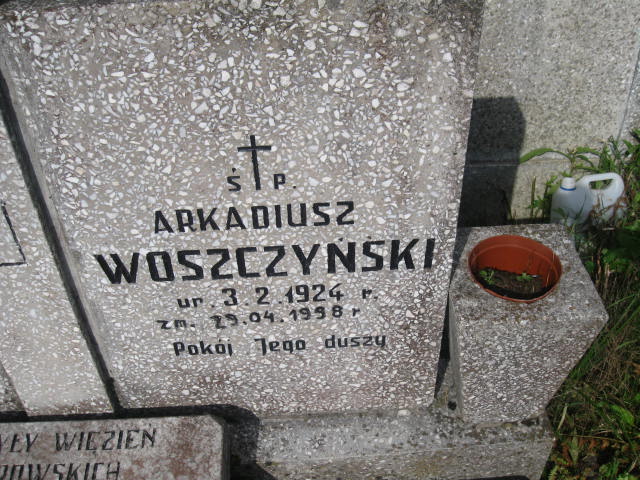 Ś P.
ARKADIUSZ
WOSZCZYŃSKI
ur. 3.2.1924 r.
zm. 29.04.1998 r
Pokój Jego duszy
WIĘZIEŃ